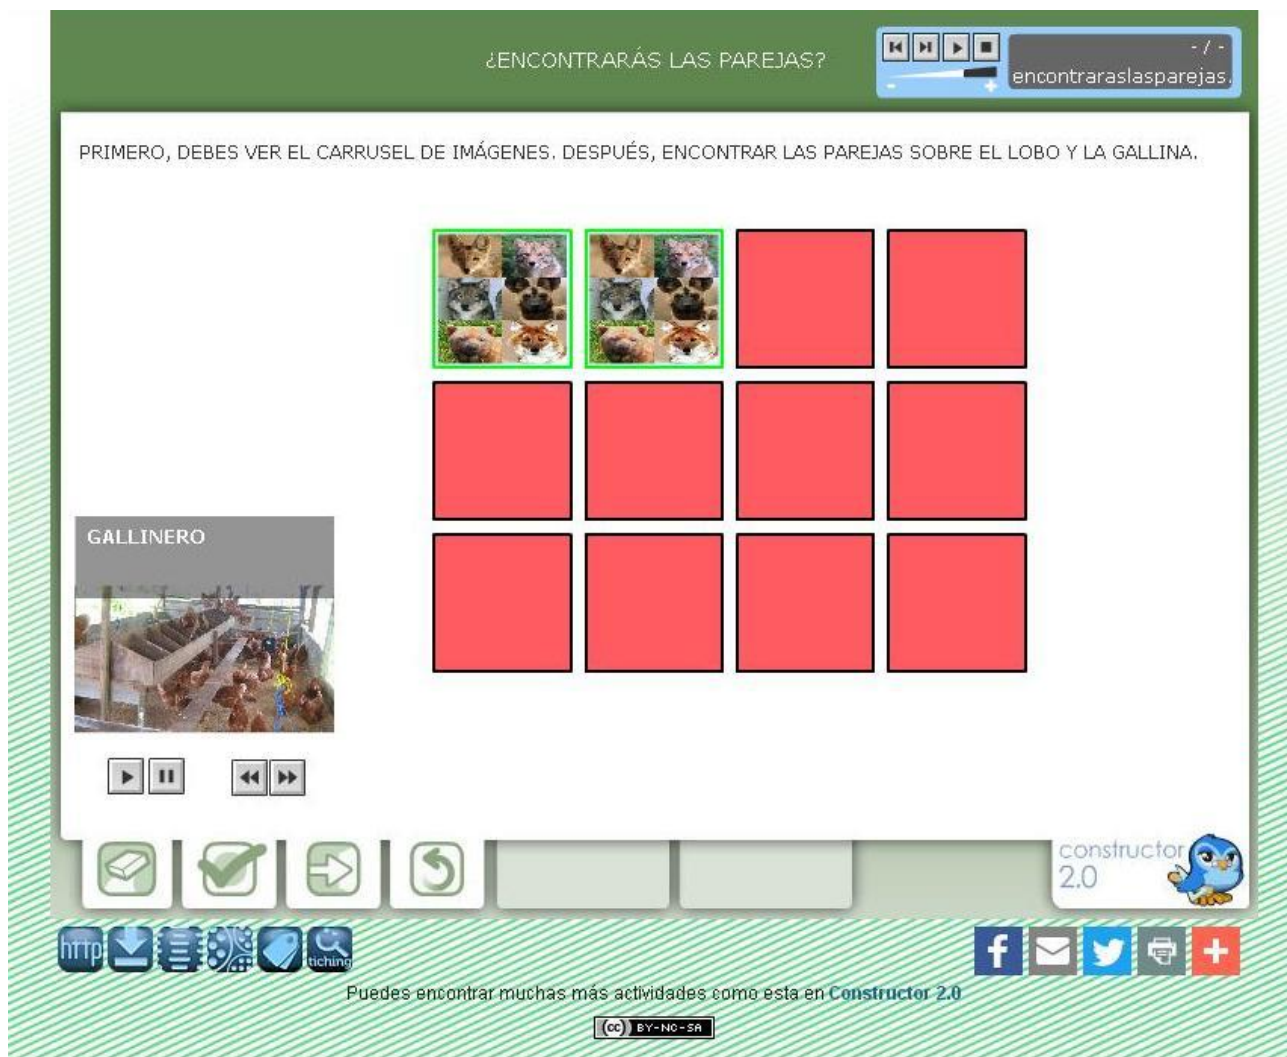 ¿ENCONTRARÁS LAS PAREJAS?
- / -
encontraraslasparejas.
- +
PRIMERO, DEBES VER EL CARRUSEL DE IMÁGENES. DESPUÉS, ENCONTRAR LAS PAREJAS SOBRE EL LOBO Y LA GALLINA.
GALLINERO
constructor
2.0
http
tiching
f
Puedes encontrar muchas más actividades como esta en Constructor 2.0
(cc) BY-NC-SA